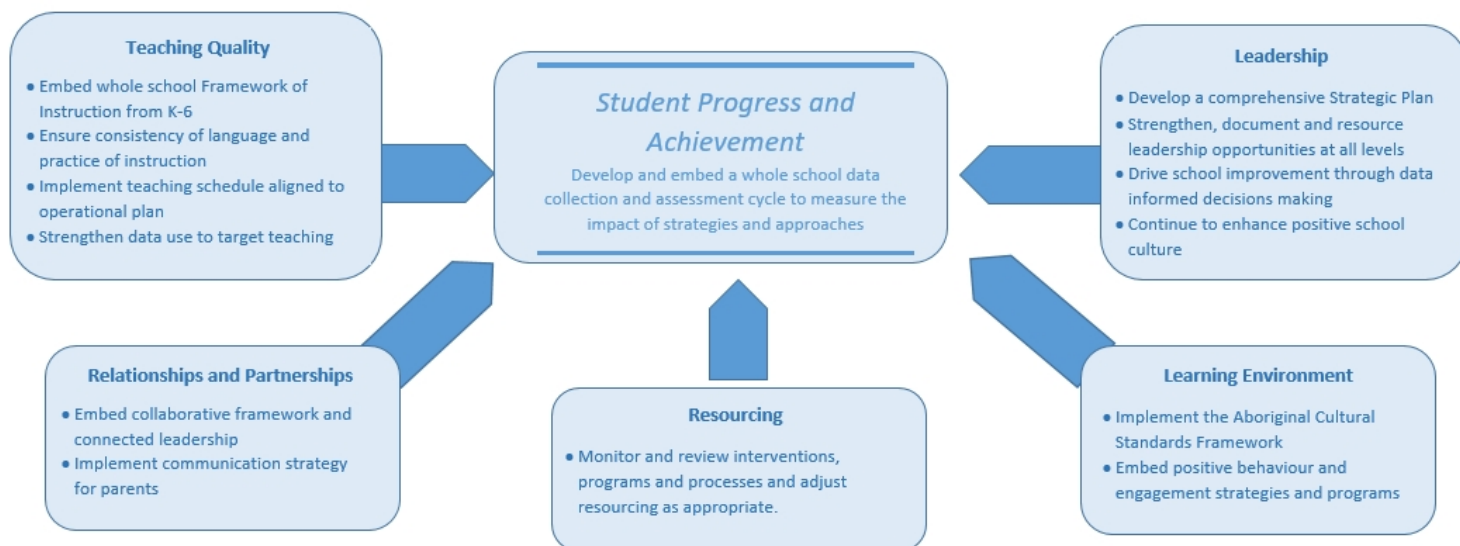 Teaching Quality
● Embed whole school Framework of
Instruction from K-6
● Ensure consistency of language and
practice of instruction
● Implement teaching schedule aligned to
operational plan
● Strengthen data use to target teaching
Student Progress and
Achievement
Develop and embed a whole school data
collection and assessment cycle to measure the
impact of strategies and approaches
Leadership
● Develop a comprehensive Strategic Plan
● Strengthen, document and resource
leadership opportunities at all levels
● Drive school improvement through data
informed decisions making
● Continue to enhance positive school
culture
Relationships and Partnerships
● Embed collaborative framework and
connected leadership
● Implement communication strategy
for parents
Resourcing
● Monitor and review interventions,
programs and processes and adjust
resourcing as appropriate.
Learning Environment
● Implement the Aboriginal Cultural
Standards Framework
● Embed positive behaviour and
engagement strategies and programs